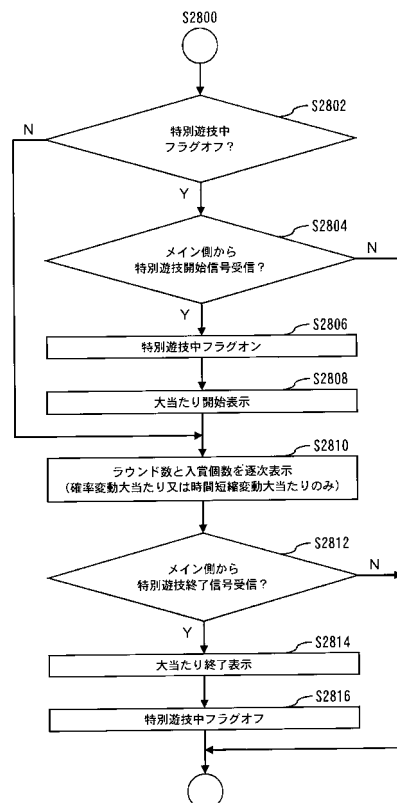 S2800
S2802
N
特別遊技中
フラグオフ？
Y
S2804
メイン側から
特別遊技開始信号受信？
N
Y
S2806
特別遊技中フラグオン
S2808
大当たり開始表示
S2810
ラウンド数と入賞個数を逐次表示
(確率変動大当たり又は時間短縮変動大当たりのみ)
S2812
メイン側から
特別遊技終了信号受信？
N
Y
S2814
大当たり終了表示
S2816
特別遊技中フラグオフ